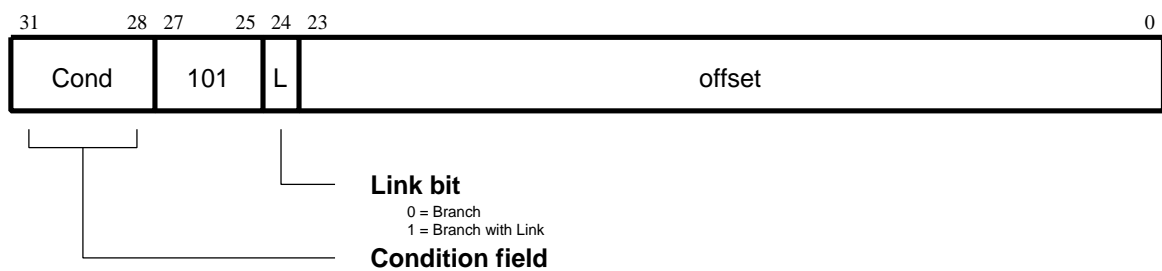 31 28 27 25 24 23 0
Cond 101 L offset
Link bit
0 = Branch
1 = Branch with Link
Condition field